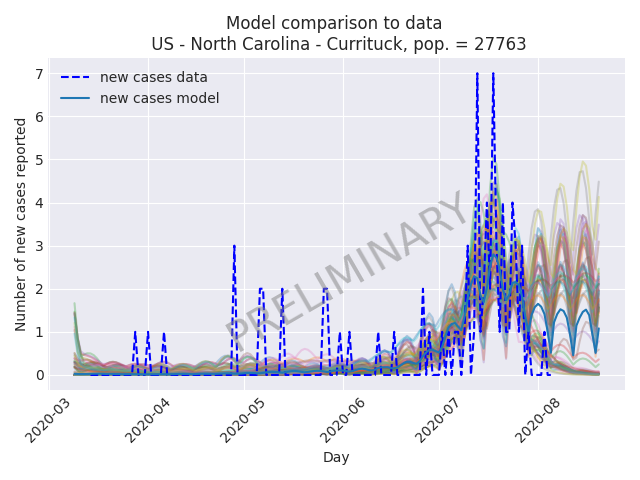 Model comparison to data
US - North Carolina - Currituck, pop. = 27763
new cases data
new cases model
Number of new cases reported
7
6
5
4
3
2
1
0
PRELIMINARY
2020-03
2020-04
2020-05
2020-06
2020-07
2020-08
Day